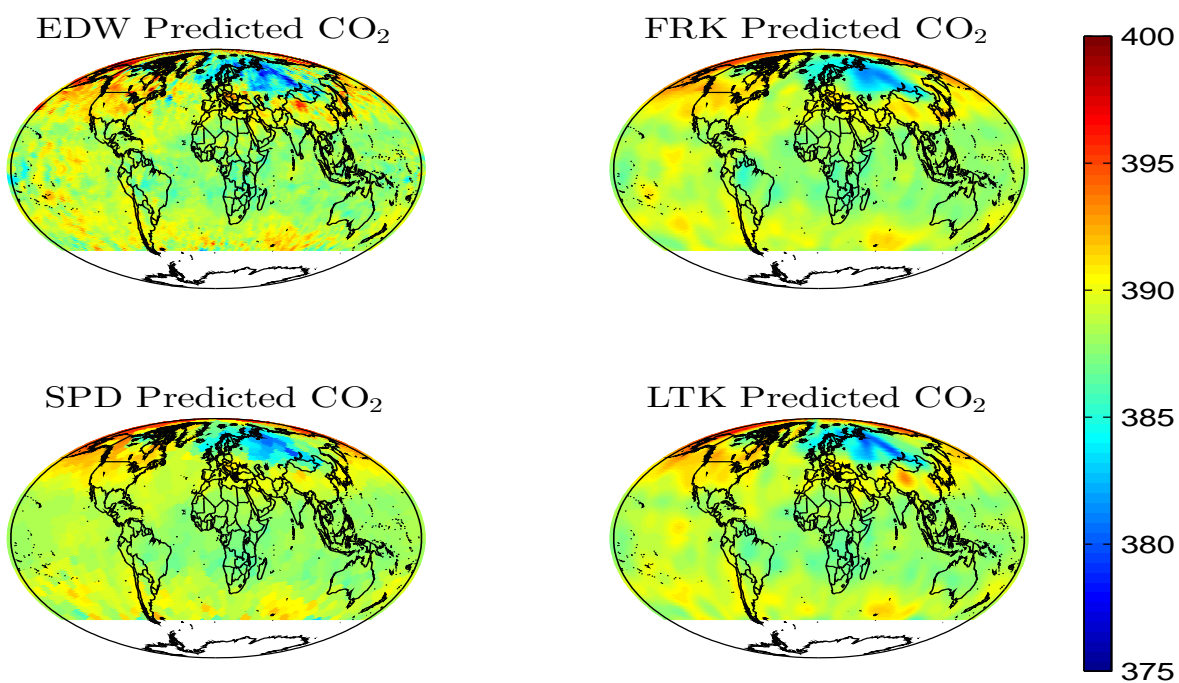 EDW Predicted CO₂
FRK Predicted CO₂
400
395
390
SPD Predicted CO₂
LTK Predicted CO₂
385
380
375